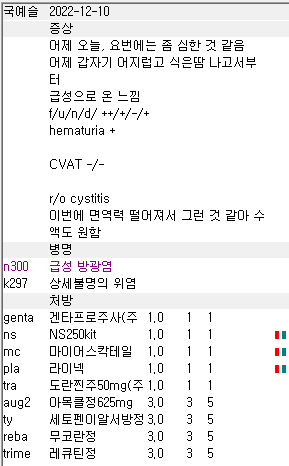 국예슬 2022-12-10
증상
어제 오늘, 요번에는 좀 심한 것 같음
어제 갑자기 어지럽고 식은땀 나고서부
터
급성으로 온 느낌
f/u/n/d/ ++/+/-/+
hematuria +
CVAT -/-
r/o cystitis
이번에 면역력 떨어져서 그런 것 같아 수
액도 원함
병명
n300 급성 방광염
k297 상세불명의 위염
처방
genta 겐타프로주사(주 1.0 1 1
ns NS250kit 1.0 1 1
mc 마이어스칵테일 1.0 1 1
pla 라이넥 1.0 1 1
tra 도란찐주50mg(주 1.0 1 1
aug2 아목클정625mg 3.0 3 5
ty 세토펜이알서방정 3.0 3 5
reba 무코란정 3.0 3 5
trime 레큐틴정 3.0 3 5